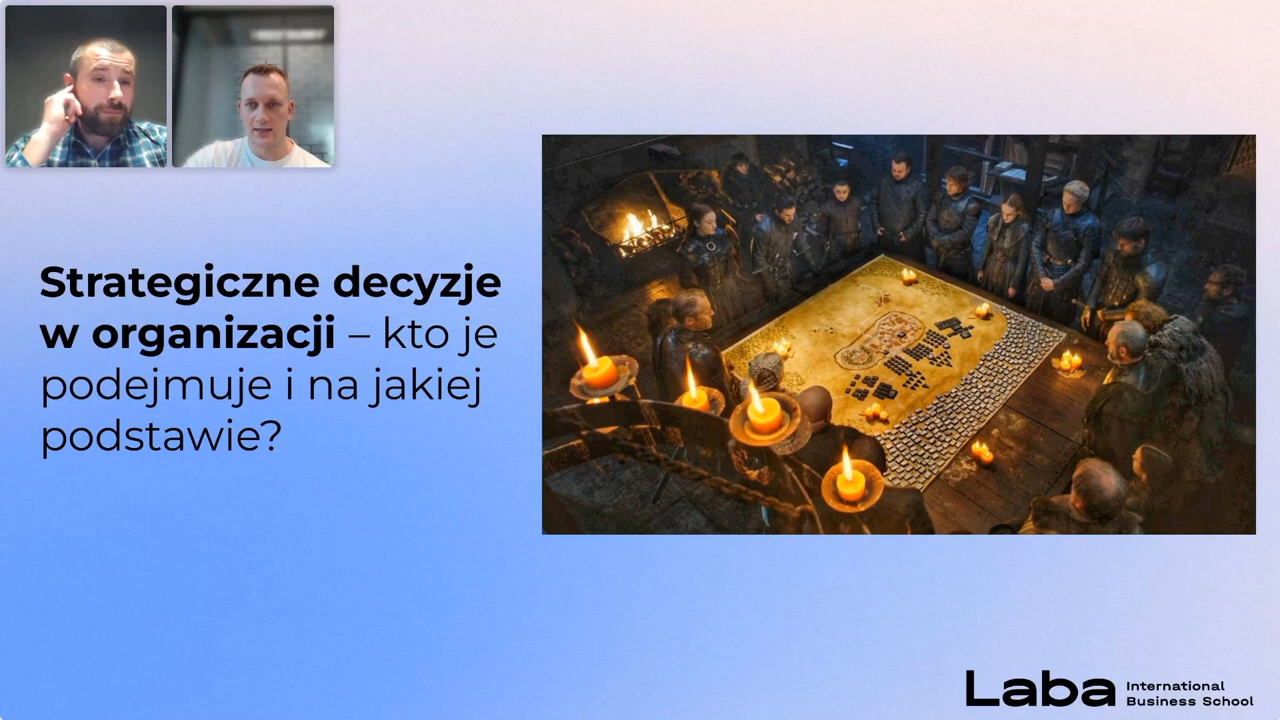 Strategiczne decyzje
w organizacji – kto je
podejmuje i na jakiej
podstawie?
Laba
International
Business School